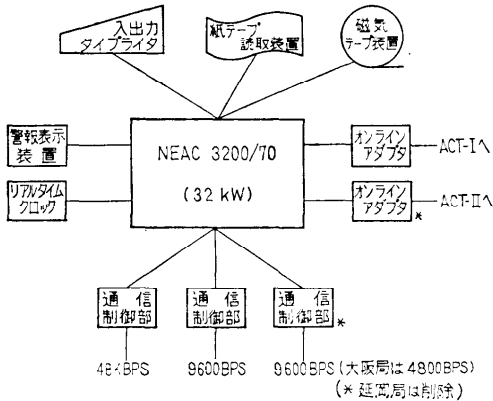 入出力
タイプライタ
紙テープ
読取装置
磁気
テープ装置
警報表示
装置
NEAC 3200/70
(32 kW)
オンライン
アダプタ
ACT-Iへ
リアルタイム
クロック
オンライン
アダプタ
*
ACT-IIへ
通信
制御部
通信
制御部
通信
制御部
*
48KBPS
9600BPS
9600BPS (大阪局は4800BPS)
(* 延岡局は削除)